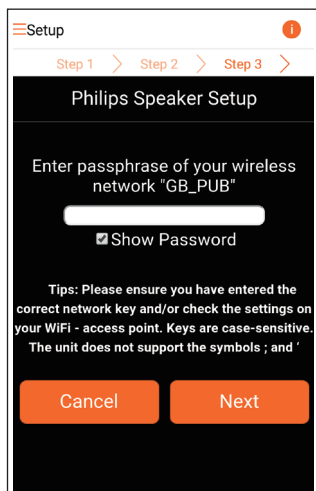 Setup
i
Step 1 Step 2 Step 3
Philips Speaker Setup
Enter passphrase of your wireless
network "GB_PUB"
Show Password
Tips: Please ensure you have entered the
correct network key and/or check the settings on
your WiFi - access point. Keys are case-sensitive.
The unit does not support the symbols ; and '
Cancel Next